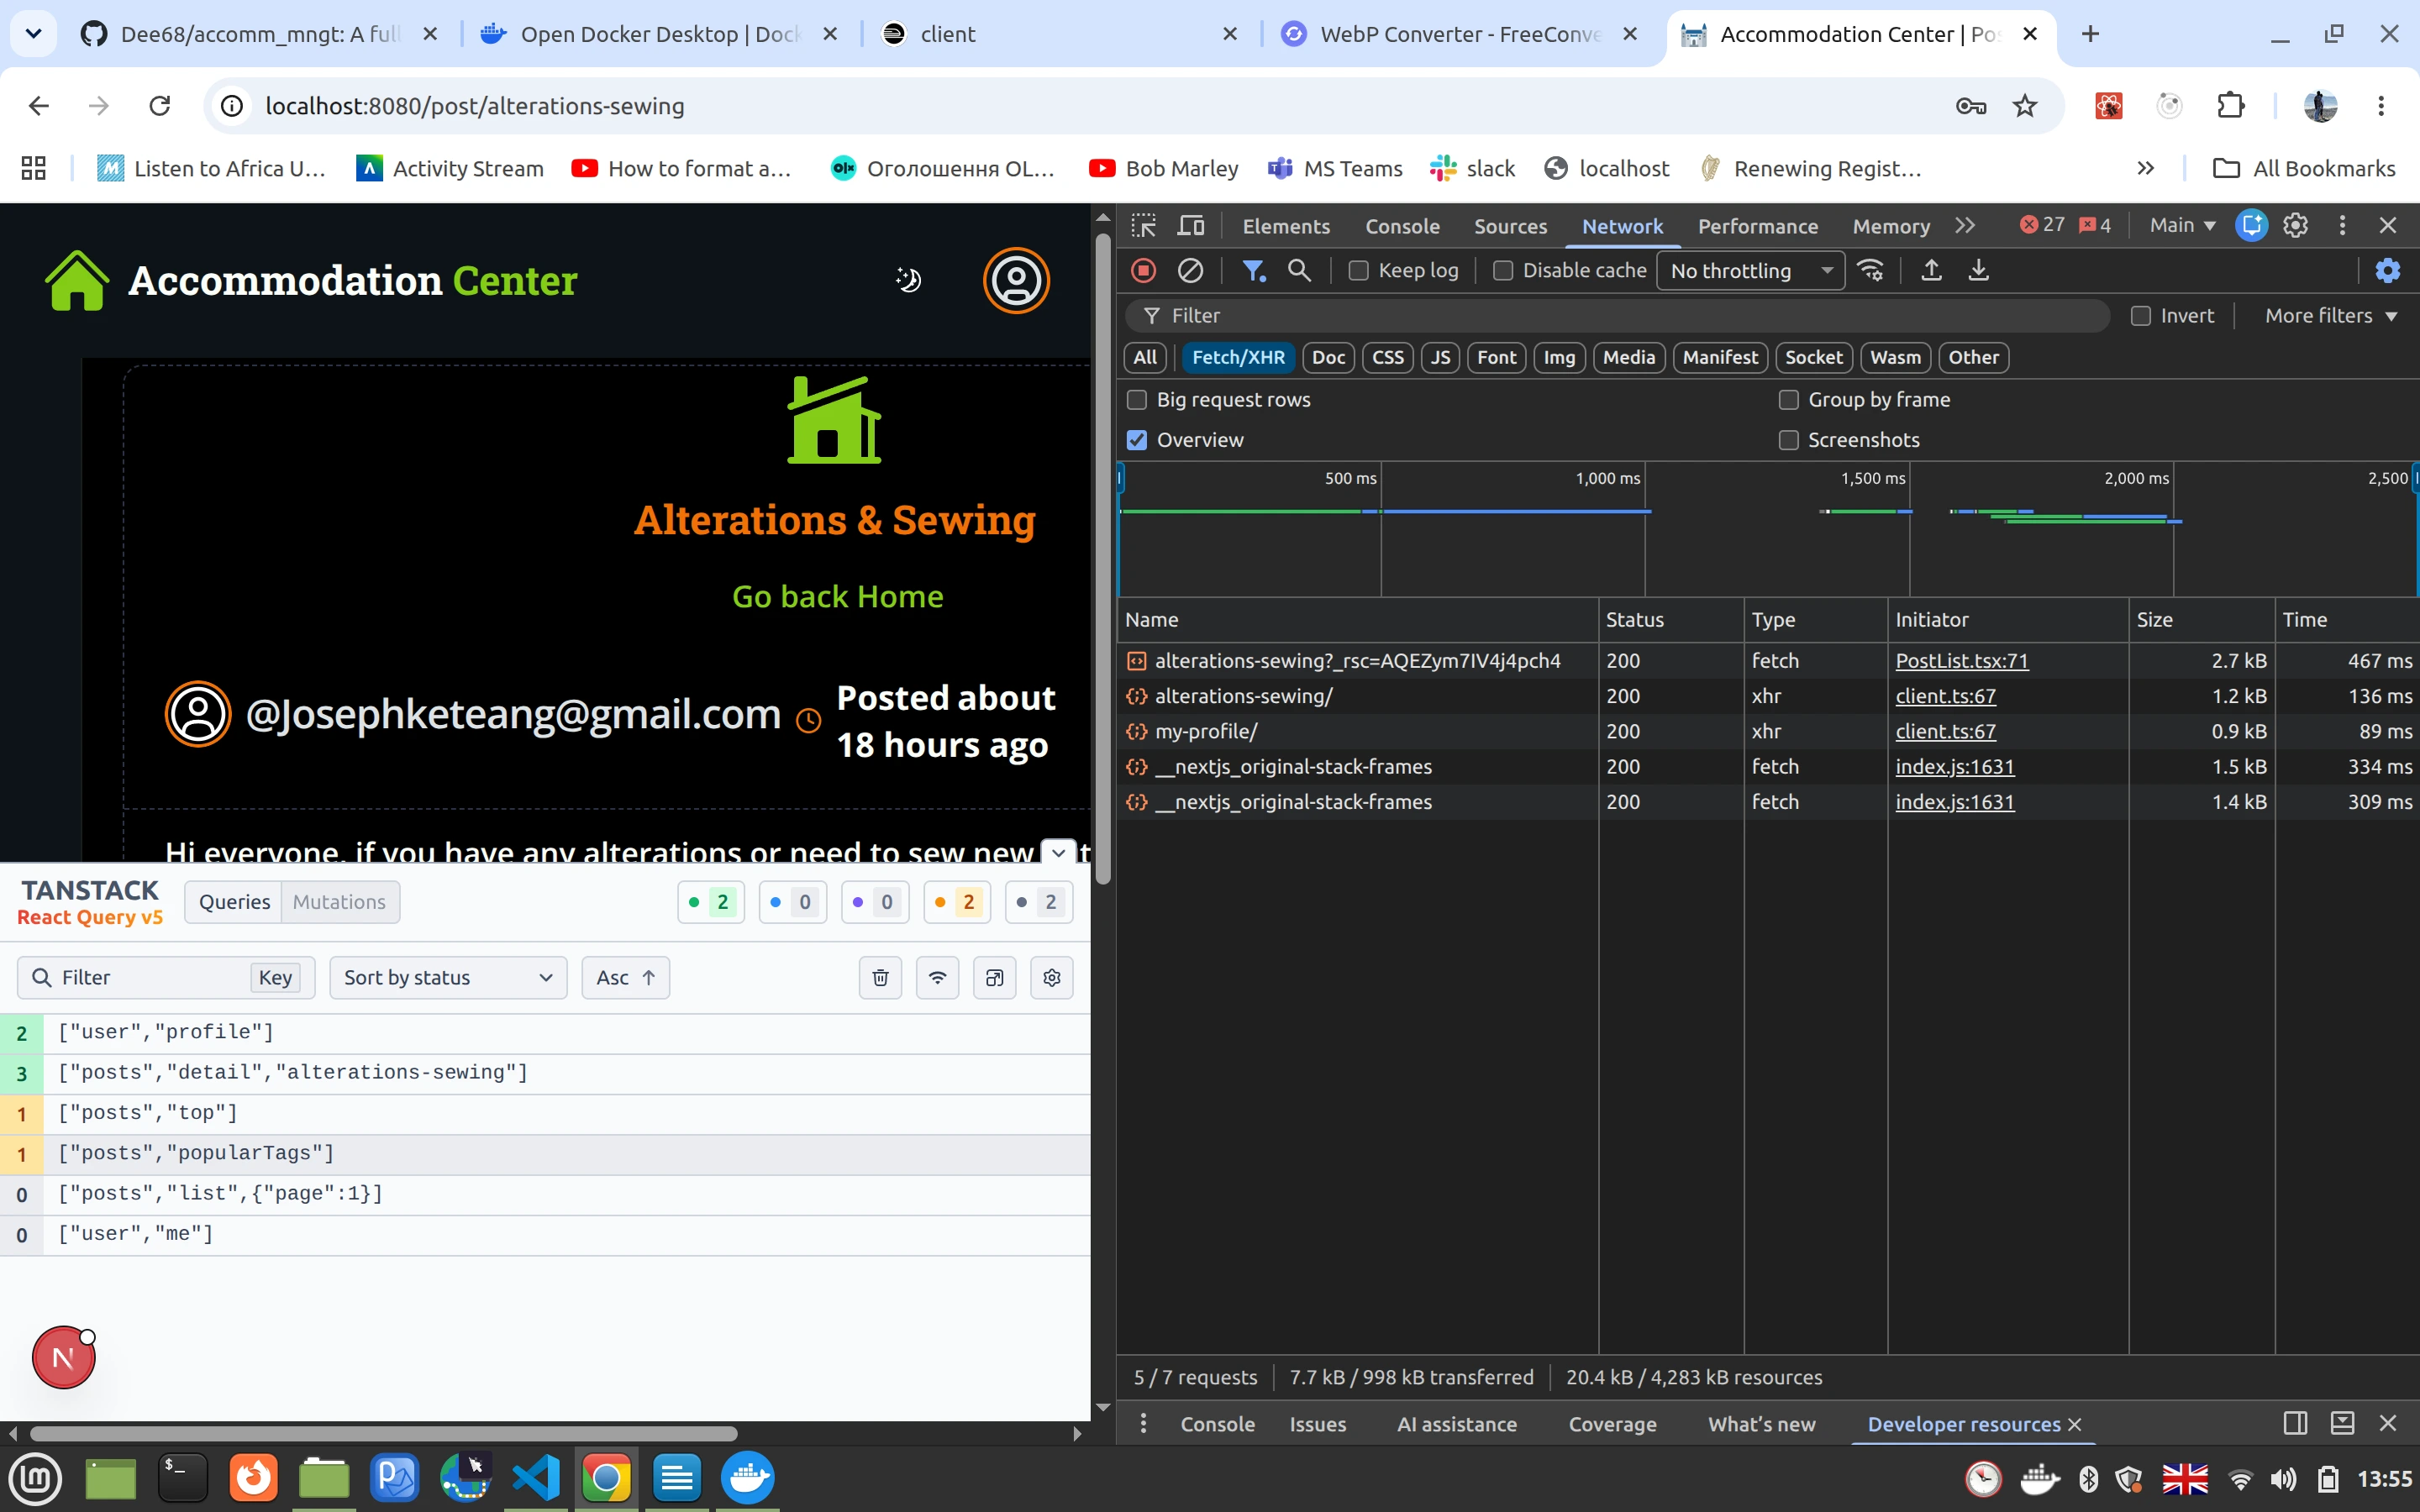 Dee68/accomm_mngt: A full
Open Docker Desktop | Dock
client
WebP Converter - FreeConve
Accommodation Center | Pos
localhost:8080/post/alterations-sewing
Listen to Africa U...
Activity Stream
How to format a...
Оголошення OL...
Bob Marley
MS Teams
slack
localhost
Renewing Regist...
All Bookmarks
Accommodation Center
Alterations & Sewing
Go back Home
@Josephketeang@gmail.com
Posted about
18 hours ago
Hi everyone, if you have any alterations or need to sew new
TANSTACK
React Query v5
Queries
Mutations
2
0
0
2
2
Filter
Key
Sort by status
Asc
2 ["user","profile"]
3 ["posts","detail","alterations-sewing"]
1 ["posts","top"]
1 ["posts","popularTags"]
0 ["posts","list",{"page":1}]
0 ["user","me"]
N
Elements
Console
Sources
Network
Performance
Memory
27
4
Main
Keep log
Disable cache
No throttling
Filter
Invert
More filters
All
Fetch/XHR
Doc
CSS
JS
Font
Img
Media
Manifest
Socket
Wasm
Other
Big request rows
Group by frame
Overview
Screenshots
500 ms
1,000 ms
1,500 ms
2,000 ms
2,500
Name Status Type Initiator Size Time
alterations-sewing?_rsc=AQEZym7IV4j4pch4 200 fetch PostList.tsx:71 2.7 kB 467 ms
alterations-sewing/ 200 xhr client.ts:67 1.2 kB 136 ms
my-profile/ 200 xhr client.ts:67 0.9 kB 89 ms
__nextjs_original-stack-frames 200 fetch index.js:1631 1.5 kB 334 ms
__nextjs_original-stack-frames 200 fetch index.js:1631 1.4 kB 309 ms
5 / 7 requests
7.7 kB / 998 kB transferred
20.4 kB / 4,283 kB resources
Console
Issues
AI assistance
Coverage
What's new
Developer resources
13:55